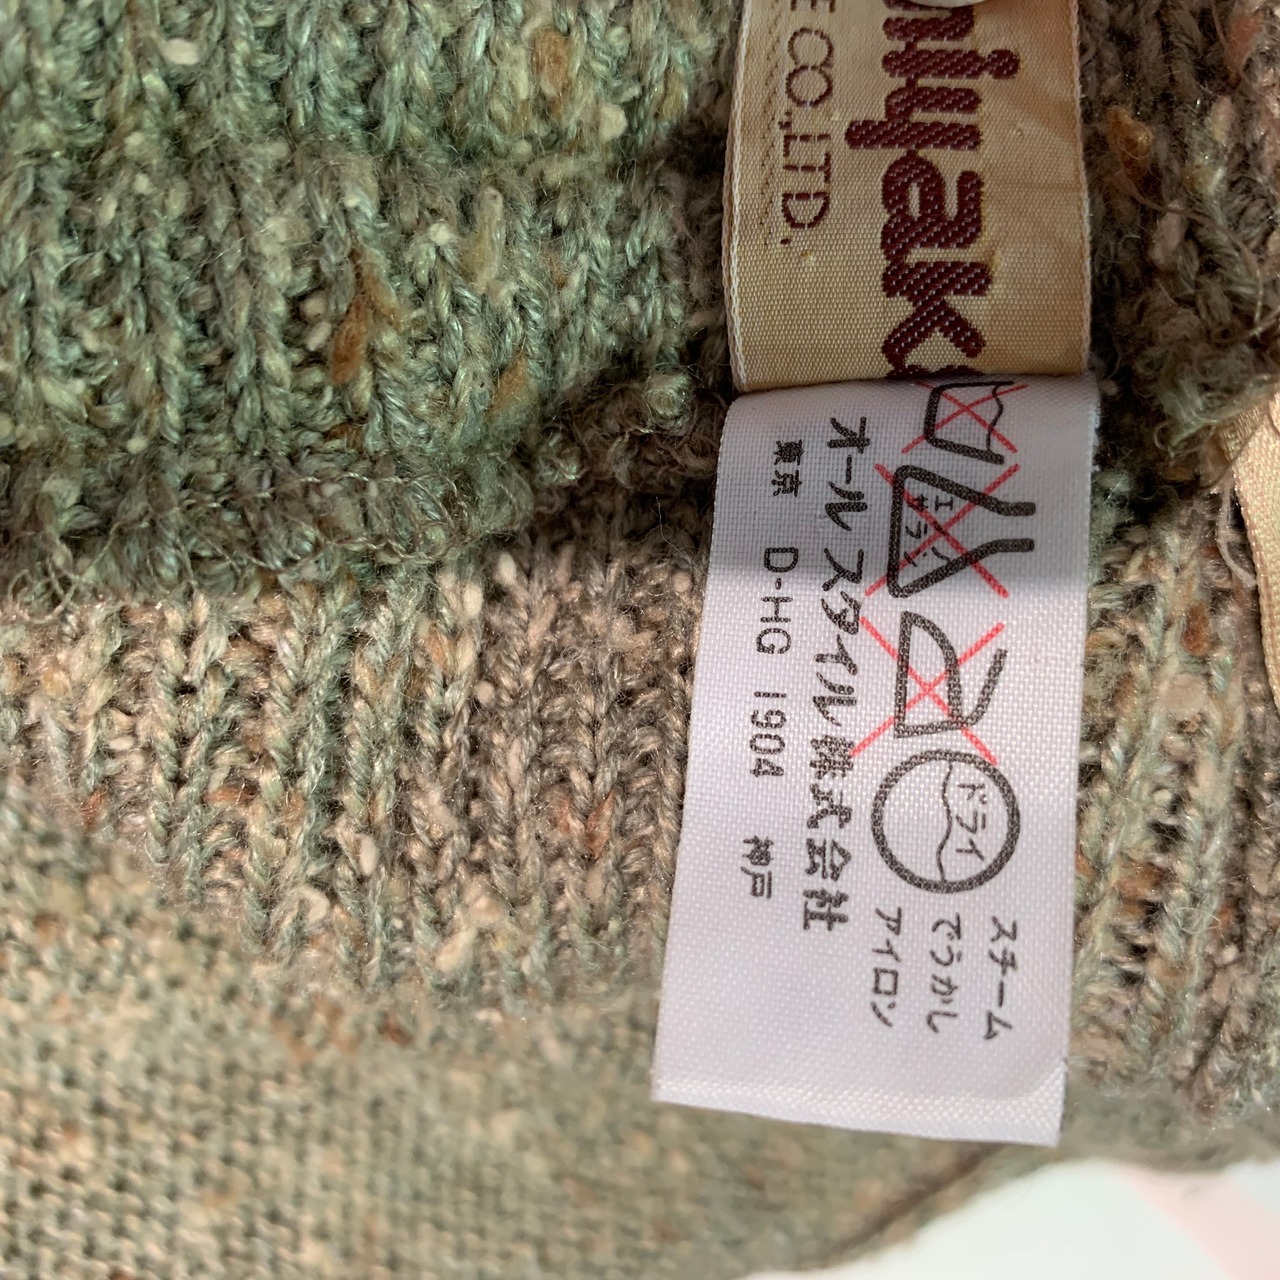 miyake
E CO.,LTD.
エンソ
サラシ
ドライ
スチーム
でうかし
アイロン
オールスタイル株式会社
東京 D-HG 1904 神戸